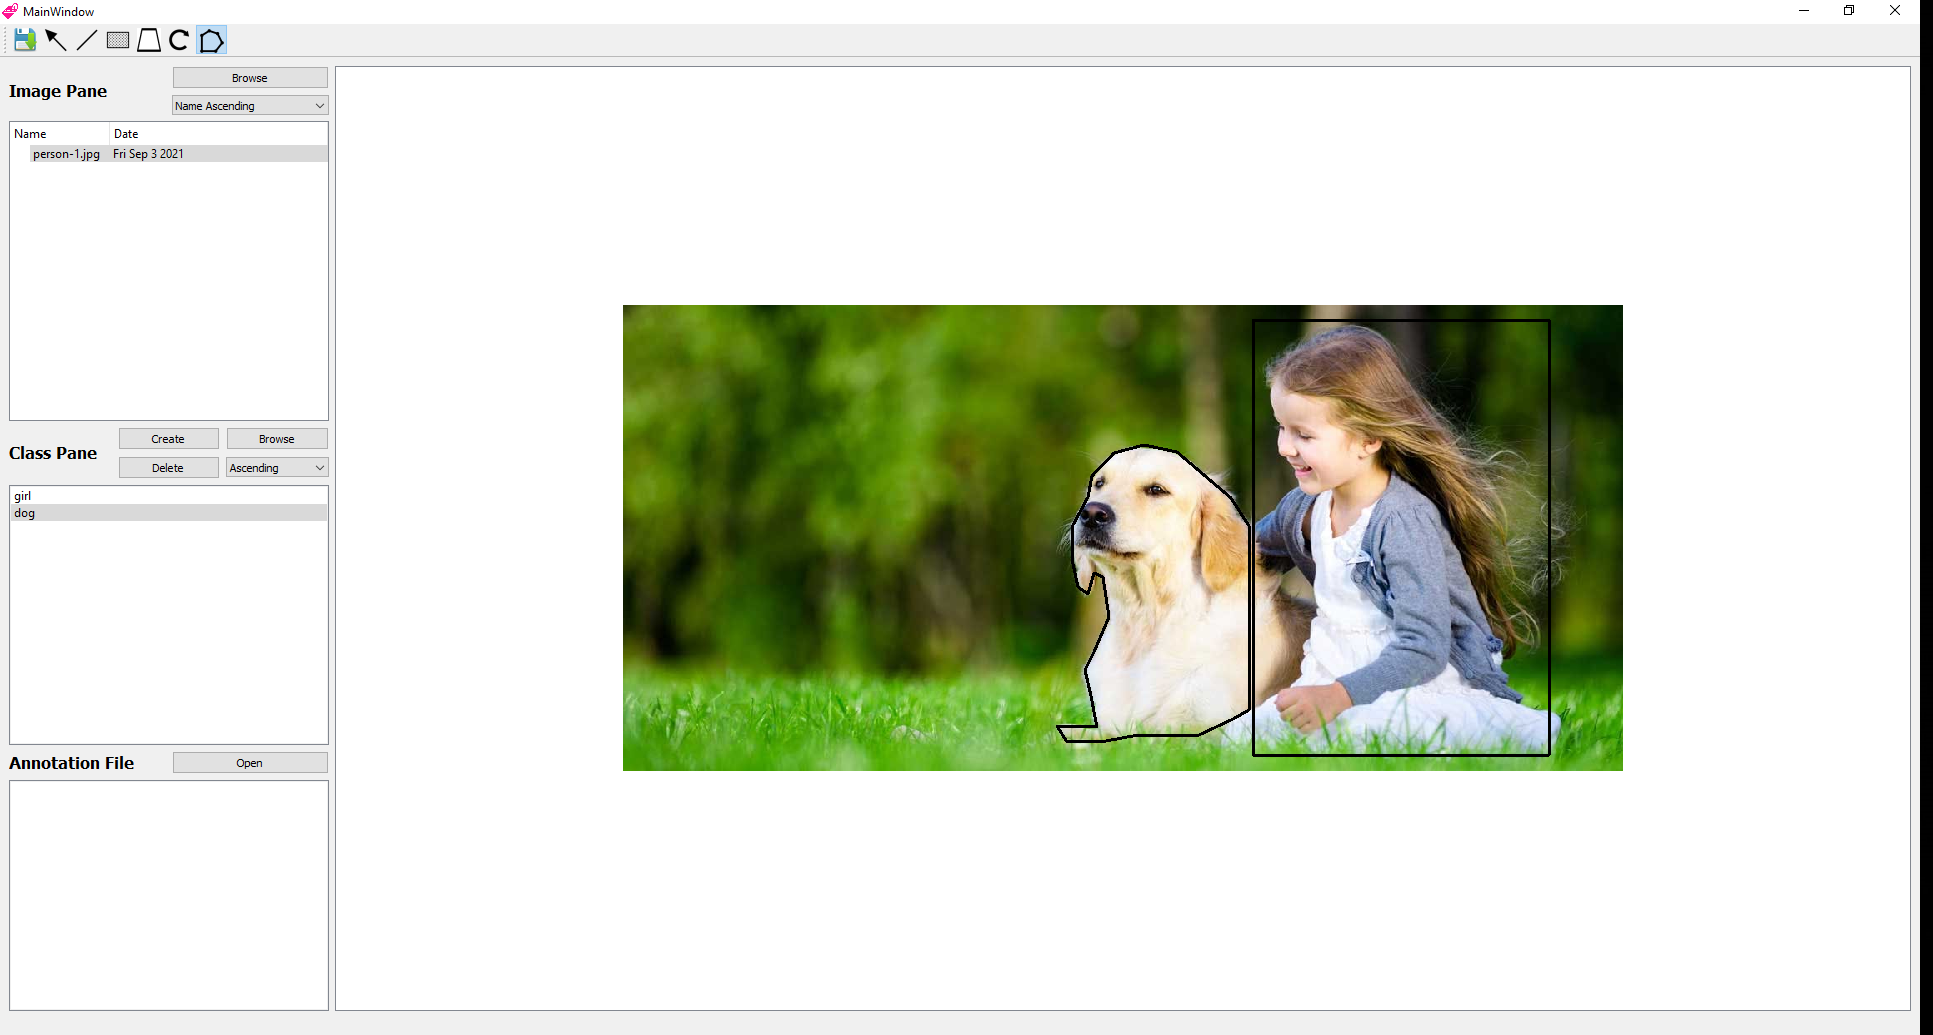 MainWindow
Image Pane
Browse
Name Ascending
Name Date
person-1.jpg Fri Sep 3 2021
Class Pane
Create Browse
Delete Ascending
girl
dog
Annotation File Open